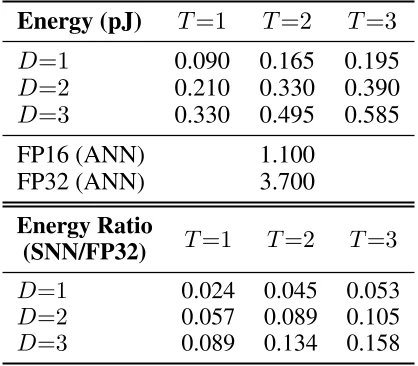 Energy (pJ) T=1 T=2 T=3
D=1 0.090 0.165 0.195
D=2 0.210 0.330 0.390
D=3 0.330 0.495 0.585
FP16 (ANN) 1.100
FP32 (ANN) 3.700
Energy Ratio
(SNN/FP32) T=1 T=2 T=3
D=1 0.024 0.045 0.053
D=2 0.057 0.089 0.105
D=3 0.089 0.134 0.158